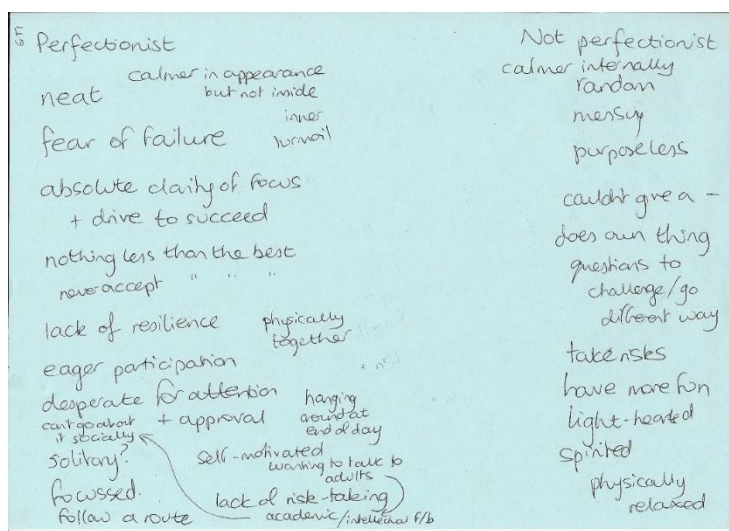 Perfectionist
calmer in appearance
but not inside
neat
inner
turmoil
fear of failure
absolute clarity of focus
+ drive to succeed
nothing less than the best
never accept " " "
lack of resilience
physically
together
eager participation
desperate for attention
+ approval
hanging
around at
end of day
can't go about
it socially
solitary?
self-motivated
wanting to talk to
adults
focussed.
lack of risk-taking
follow a route
academic/intellectual f/b
Not perfectionist
calmer internally
random
messy
purposeless
couldn't give a -
does own thing
questions to
challenge/go
different way
take risks
have more fun
light-hearted
spirited
physically
relaxed